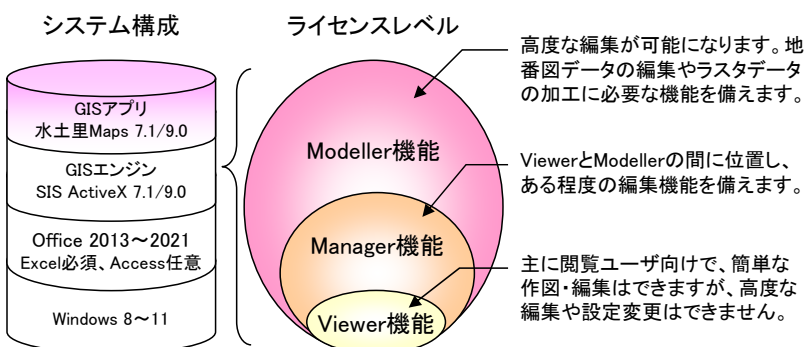 システム構成
GISアプリ
水土里Maps 7.1/9.0
GISエンジン
SIS ActiveX 7.1/9.0
Office 2013～2021
Excel必須、Access任意
Windows 8～11
ライセンスレベル
Modeller機能
Manager機能
Viewer機能
高度な編集が可能になります。地
番図データの編集やラスタデータ
の加工に必要な機能を備えます。
ViewerとModellerの間に位置し、
ある程度の編集機能を備えます。
主に閲覧ユーザ向けで、簡単な
作図・編集はできますが、高度な
編集や設定変更はできません。